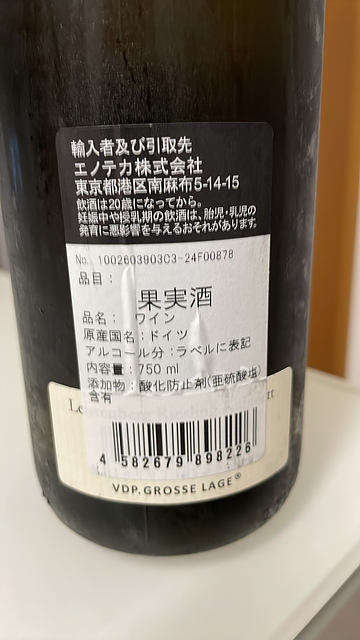 輸入者及び引取先
エノテカ株式会社
東京都港区南麻布5-14-15
飲酒は20歳になってから。
妊娠中や授乳期の飲酒は、胎児・乳児の
発育に悪影響を与えるおそれがあります。
No. 1002603903C3-24F00878
品目：
果実酒
品名： ワイン
原産国名：ドイツ
アルコール分：ラベルに表記
内容量：750 ml
添加物：酸化防止剤(亜硫酸塩)
含有
4 582679 898226
VDP.GROSSE LAGE®